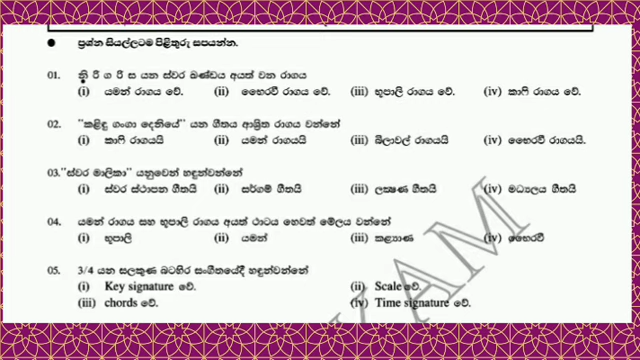 ● ප්‍රශ්න සියල්ලටම පිළිතුරු සපයන්න.
01. නි රි ග රි ස යන ස්වර ඛණ්ඩය අයත් වන රාගය
(i) යමන් රාගය වේ. (ii) භෛරවී රාගය වේ. (iii) භූපාලි රාගය වේ. (iv) කාෆි රාගය වේ.
02. "කළිඳු ගංගා දෙනියේ" යන ගීතය ආශ්‍රිත රාගය වන්නේ
(i) කාෆි රාගයයි (ii) යමන් රාගයයි (iii) බිලාවල් රාගයයි (iv) භෛරවී රාගයයි.
03."ස්වර මාලිකා" යනුවෙන් හඳුන්වන්නේ
(i) ස්වර ස්ථාපන ගීතයයි (ii) සර්ගම් ගීතයයි (iii) ලක්‍ෂණ ගීතයයි (iv) මධ්‍යලය ගීතයයි
04. යමන් රාගය සහ භූපාලි රාගය අයත් ථාටය හෙවත් මේලය වන්නේ
(i) භූපාලි (ii) යමන් (iii) කල්‍යාණ (iv) භෛරවී
05. 3/4 යන සලකුණ බටහිර සංගීතයේදී හඳුන්වන්නේ
(i) Key signature වේ. (ii) Scale වේ.
(iii) chords වේ. (iv) Time signature වේ.